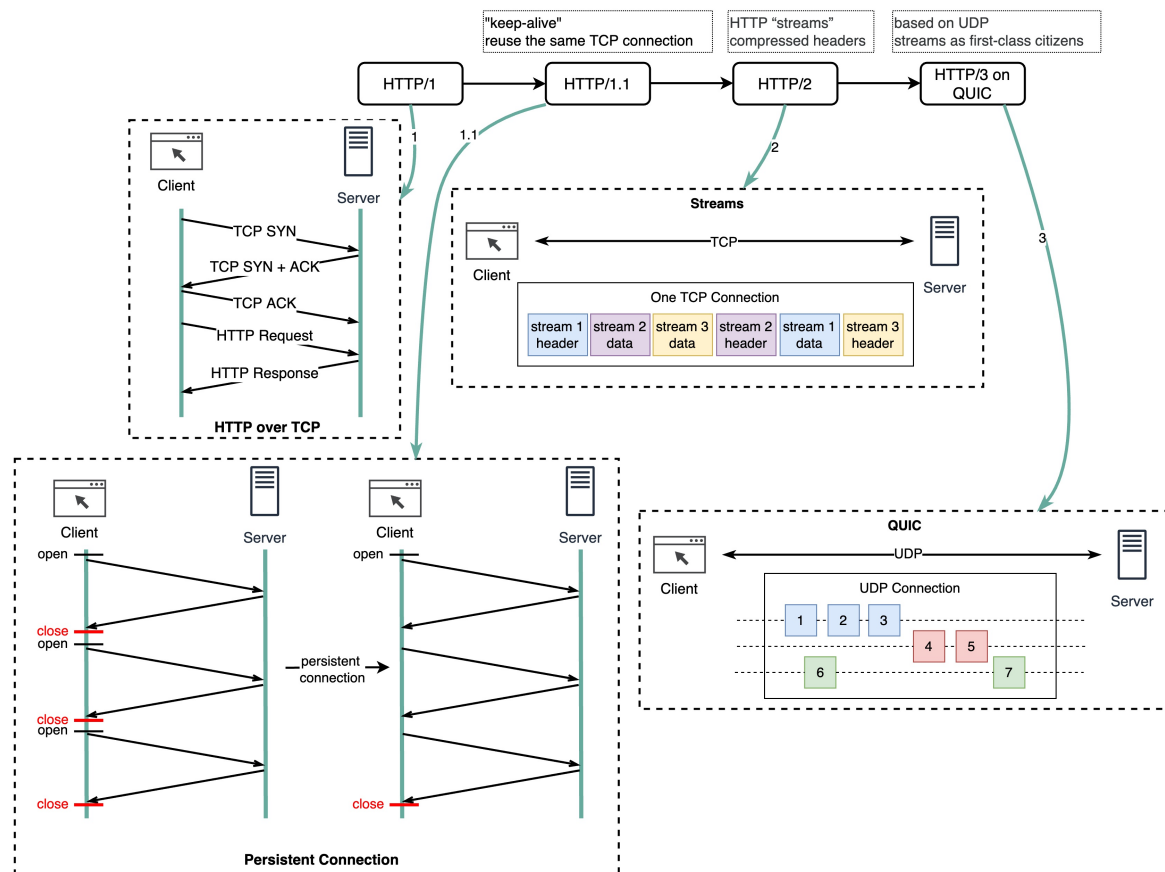 "keep-alive"
reuse the same TCP connection
HTTP “streams”
compressed headers
based on UDP
streams as first-class citizens
HTTP/1
HTTP/1.1
HTTP/2
HTTP/3 on
QUIC
1
1.1
2
3
Client
Server
TCP SYN
TCP SYN + ACK
TCP ACK
HTTP Request
HTTP Response
HTTP over TCP
Streams
Client
TCP
Server
One TCP Connection
stream 1
header
stream 2
data
stream 3
data
stream 2
header
stream 1
data
stream 3
header
Client
Server
open
close
open
close
open
close
persistent
connection
Client
Server
open
close
Persistent Connection
QUIC
Client
UDP
Server
UDP Connection
1
2
3
4
5
6
7